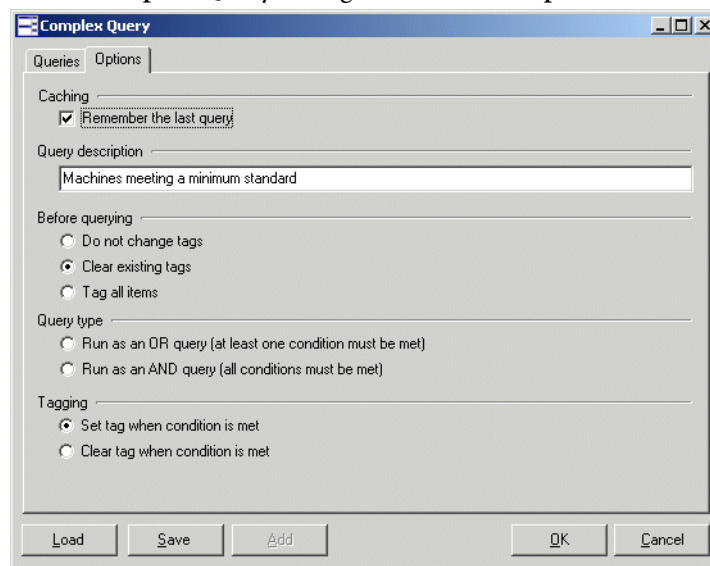 Complex Query
Queries Options
Caching
Remember the last query
Query description
Machines meeting a minimum standard
Before querying
Do not change tags
Clear existing tags
Tag all items
Query type
Run as an OR query (at least one condition must be met)
Run as an AND query (all conditions must be met)
Tagging
Set tag when condition is met
Clear tag when condition is met
Load Save Add OK Cancel